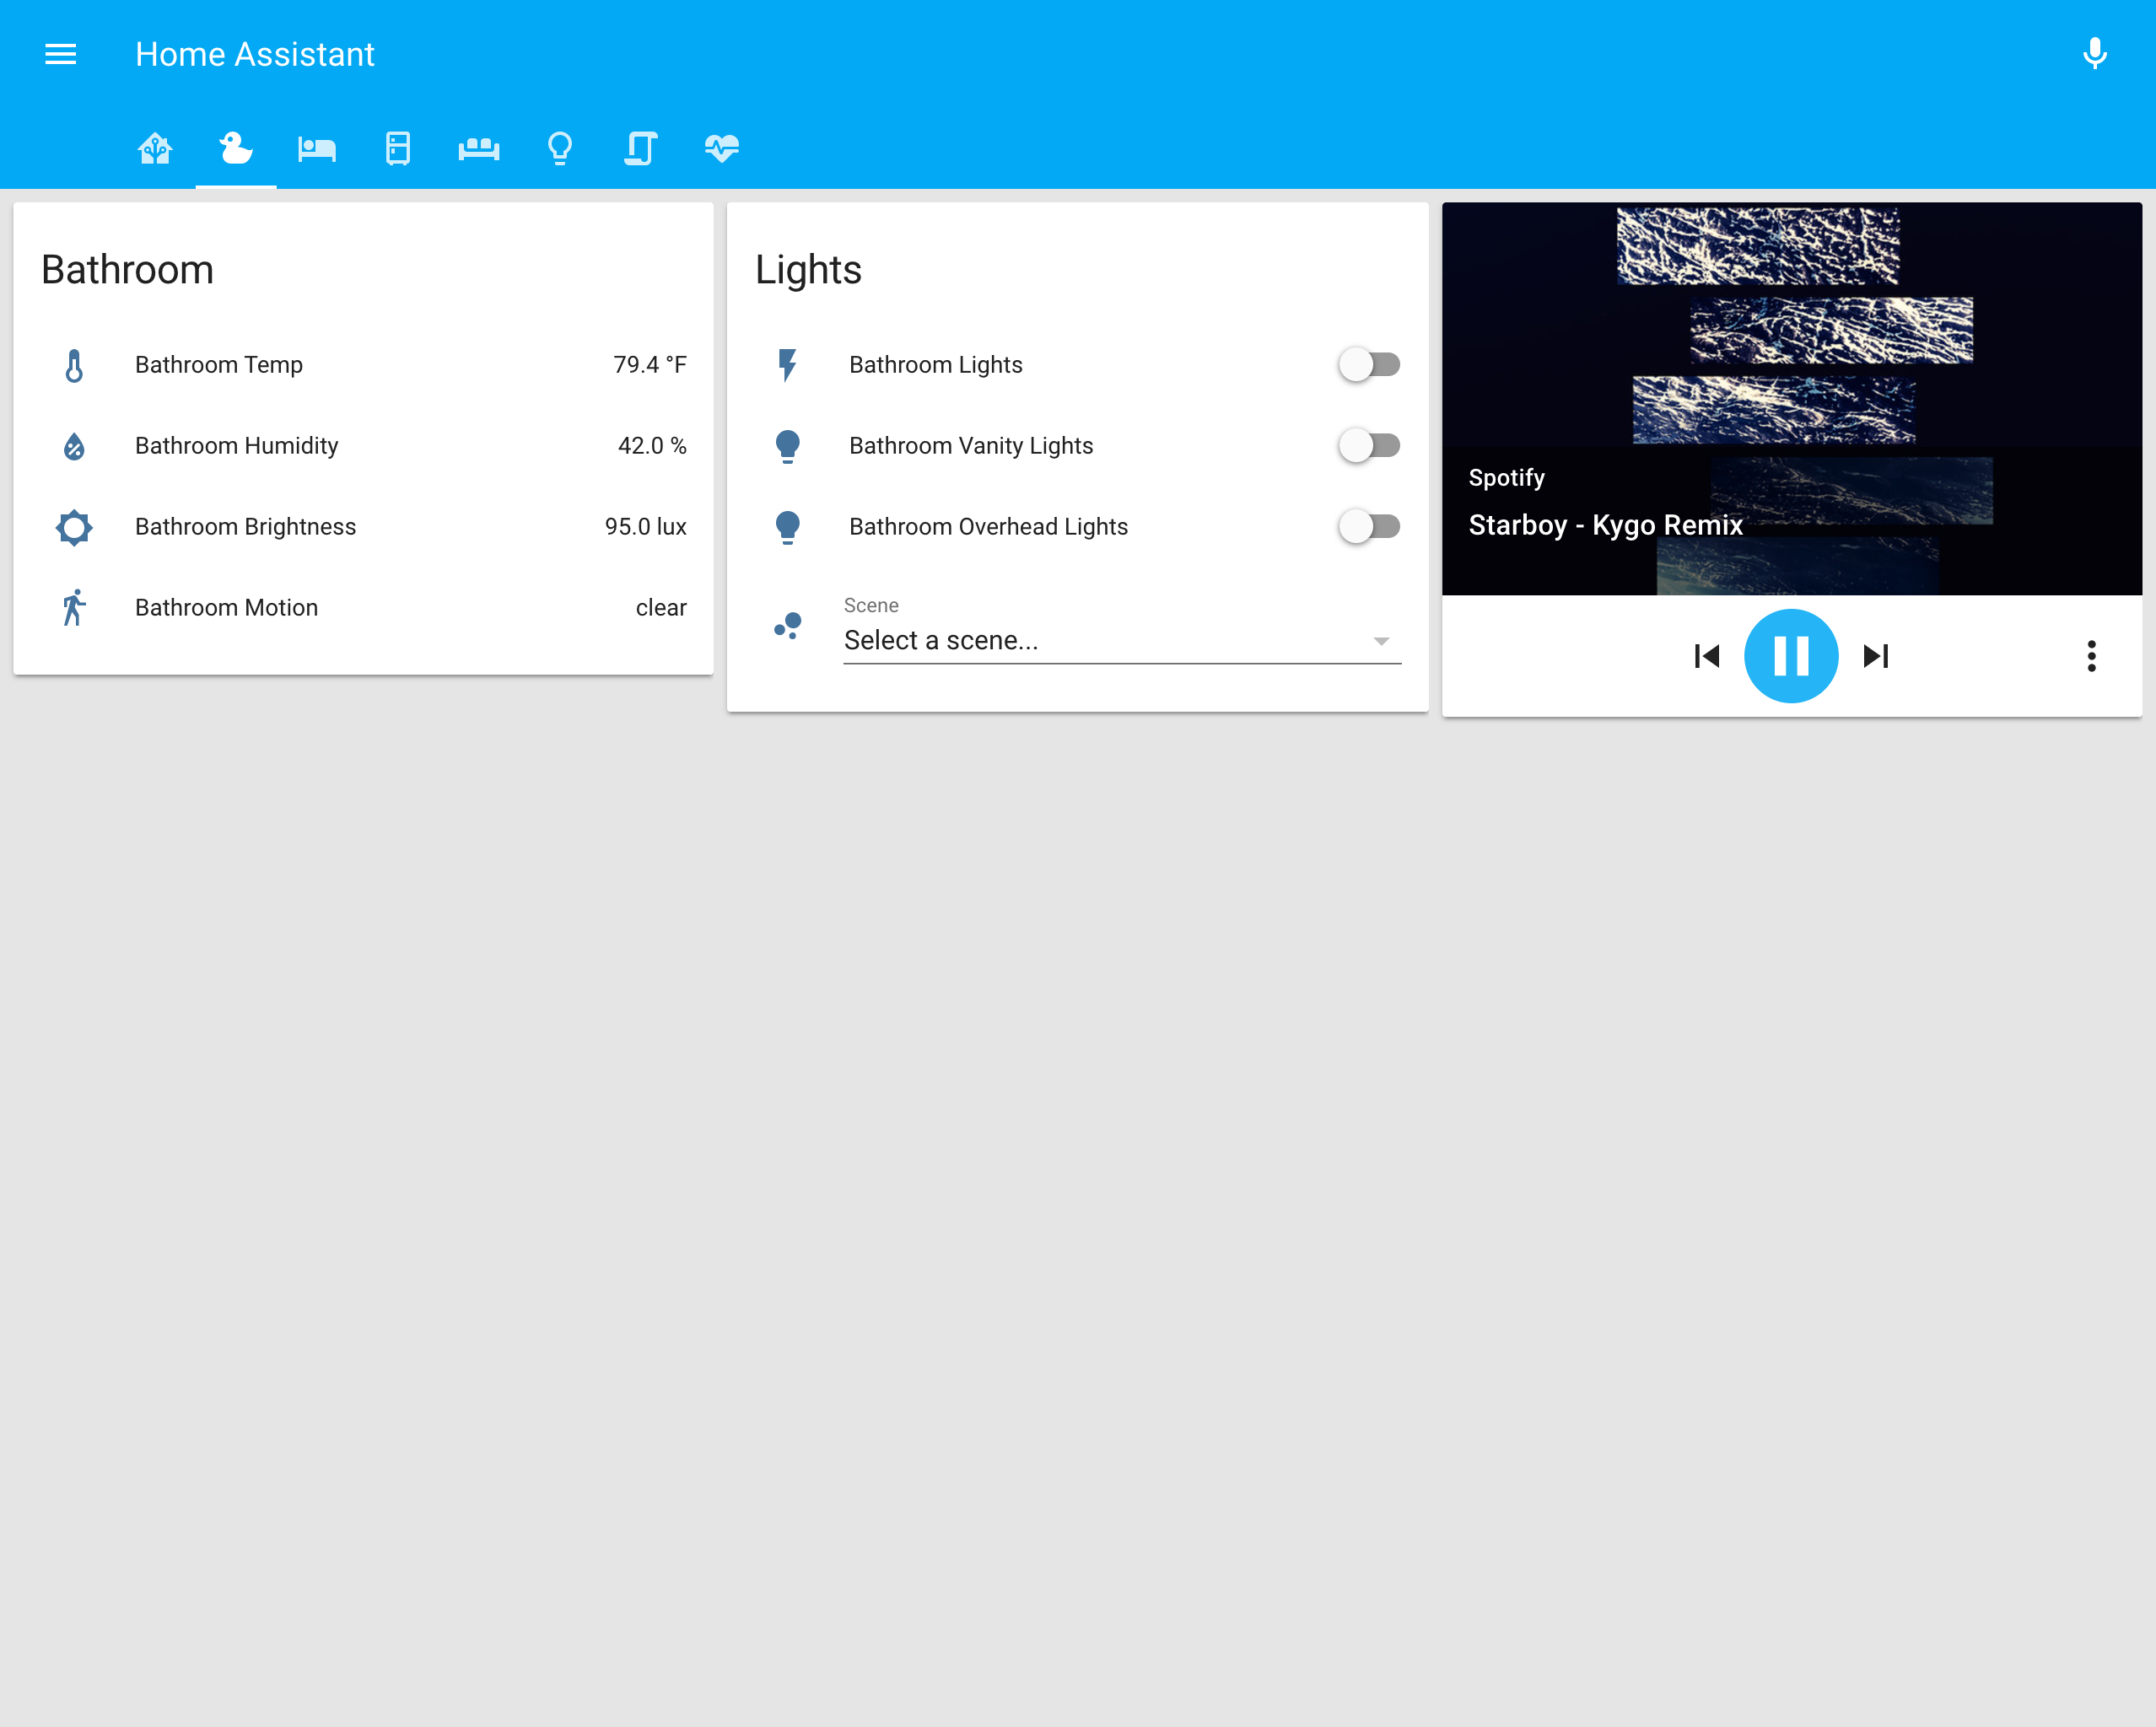 Home Assistant
Bathroom
Bathroom Temp 79.4 °F
Bathroom Humidity 42.0 %
Bathroom Brightness 95.0 lux
Bathroom Motion clear
Lights
Bathroom Lights
Bathroom Vanity Lights
Bathroom Overhead Lights
Scene
Select a scene...
Spotify
Starboy - Kygo Remix